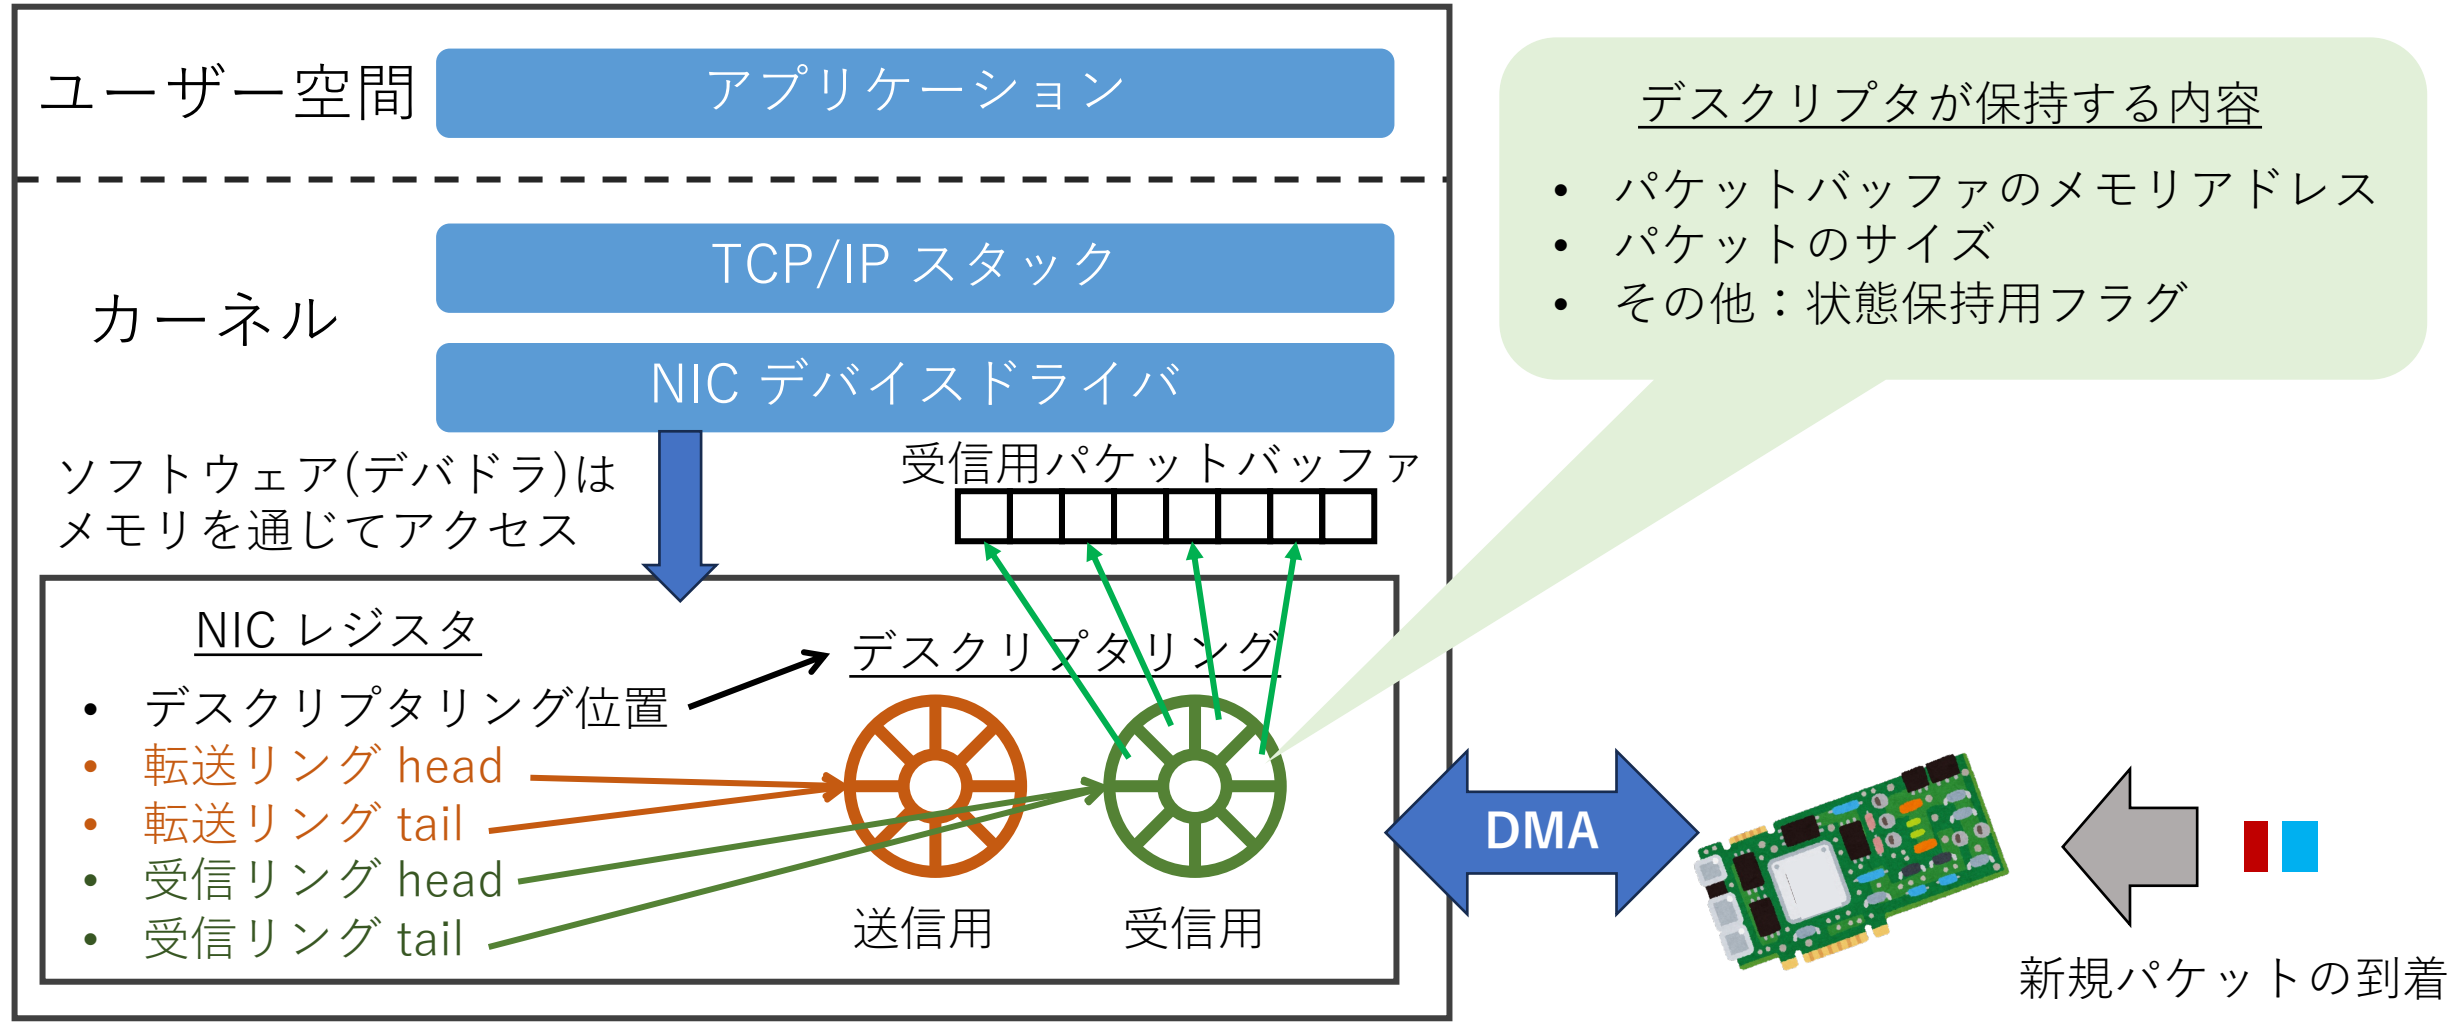 ユーザー空間
アプリケーション
カーネル
TCP/IP スタック
NIC デバイスドライバ
ソフトウェア(デバドラ)は
メモリを通じてアクセス
受信用パケットバッファ
NIC レジスタ
• デスクリプタリング位置
• 転送リング head
• 転送リング tail
• 受信リング head
• 受信リング tail
デスクリプタリング
送信用
受信用
デスクリプタが保持する内容
• パケットバッファのメモリアドレス
• パケットのサイズ
• その他：状態保持用フラグ
DMA
新規パケットの到着